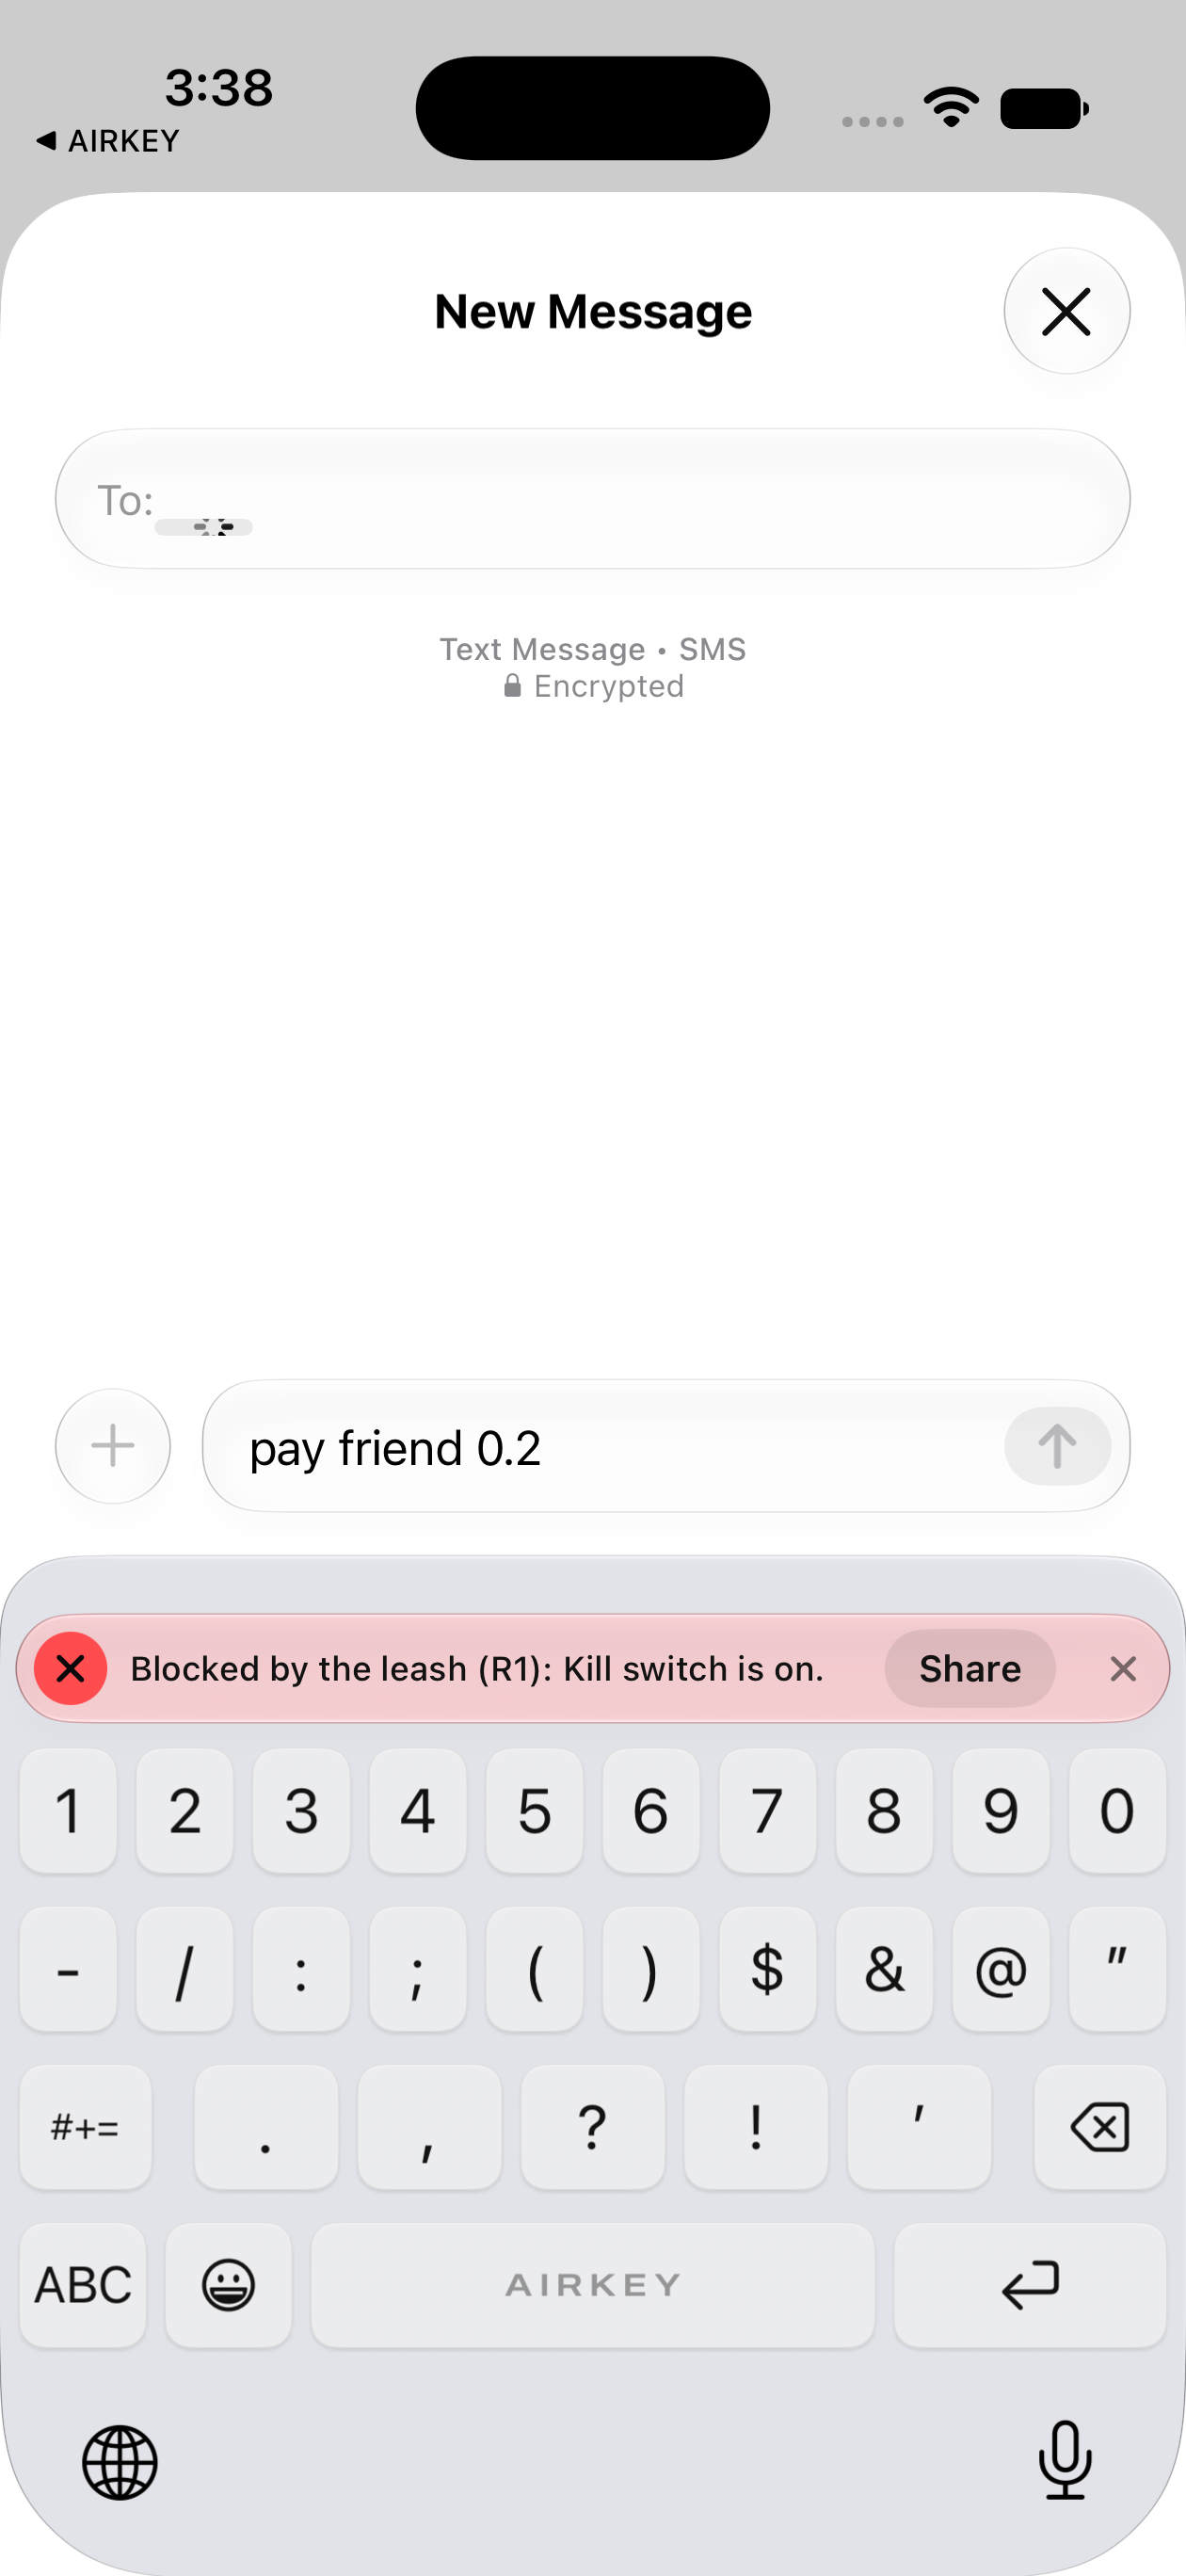 3:38
AIRKEY
New Message
To:
Text Message • SMS
Encrypted
pay friend 0.2
Blocked by the leash (R1): Kill switch is on.
Share
1 2 3 4 5 6 7 8 9 0
- / : ; ( ) $ & @ "
#+= . , ? ! '
ABC AIRKEY